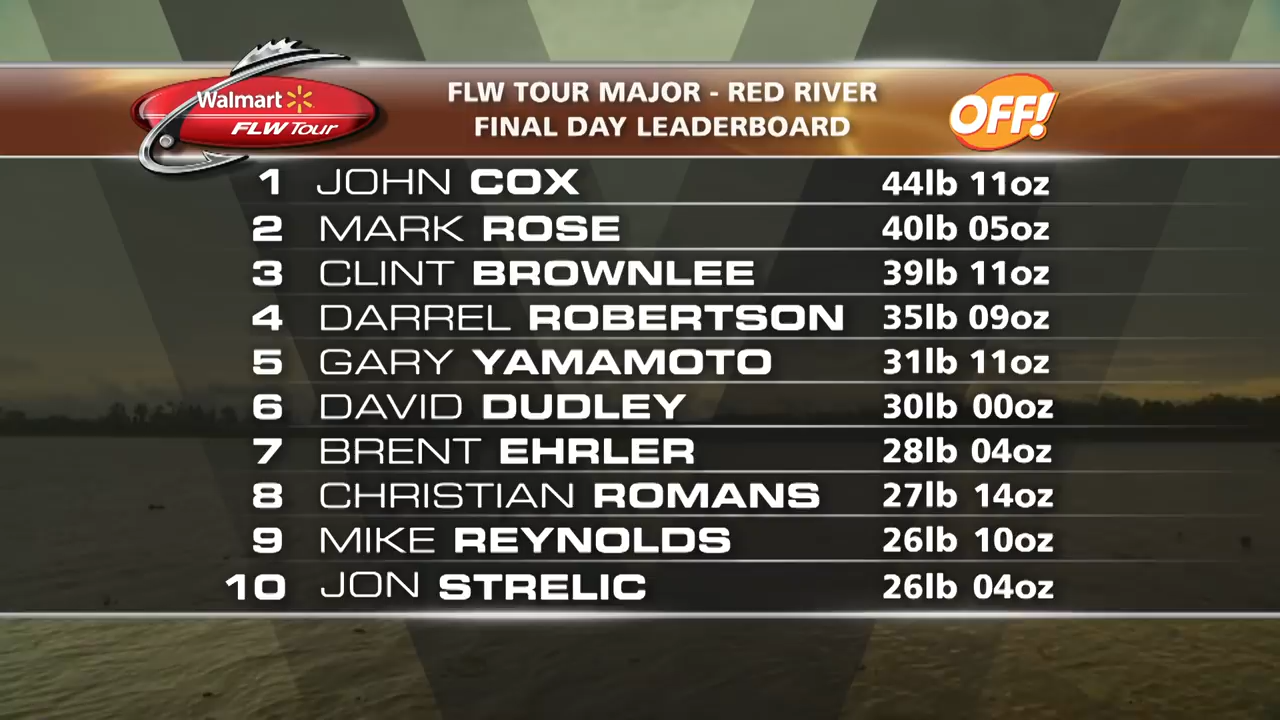 Walmart
FLW Tour
FLW TOUR MAJOR - RED RIVER
FINAL DAY LEADERBOARD
OFF!
1 JOHN COX 44lb 11oz
2 MARK ROSE 40lb 05oz
3 CLINT BROWNLEE 39lb 11oz
4 DARREL ROBERTSON 35lb 09oz
5 GARY YAMAMOTO 31lb 11oz
6 DAVID DUDLEY 30lb 00oz
7 BRENT EHRLER 28lb 04oz
8 CHRISTIAN ROMANS 27lb 14oz
9 MIKE REYNOLDS 26lb 10oz
10 JON STRELIC 26lb 04oz